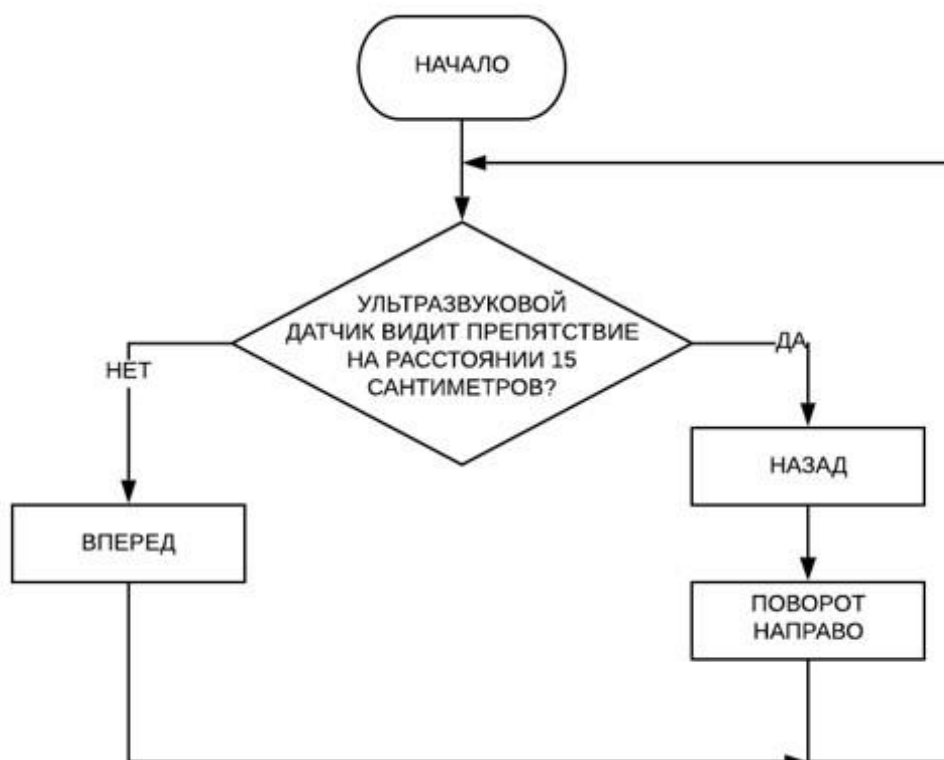 НАЧАЛО
УЛЬТРАЗВУКОВОЙ
ДАТЧИК ВИДИТ ПРЕПЯТСТВИЕ
НА РАССТОЯНИИ 15
САНТИМЕТРОВ?
НЕТ
ДА
НАЗАД
ВПЕРЕД
ПОВОРОТ
НАПРАВО